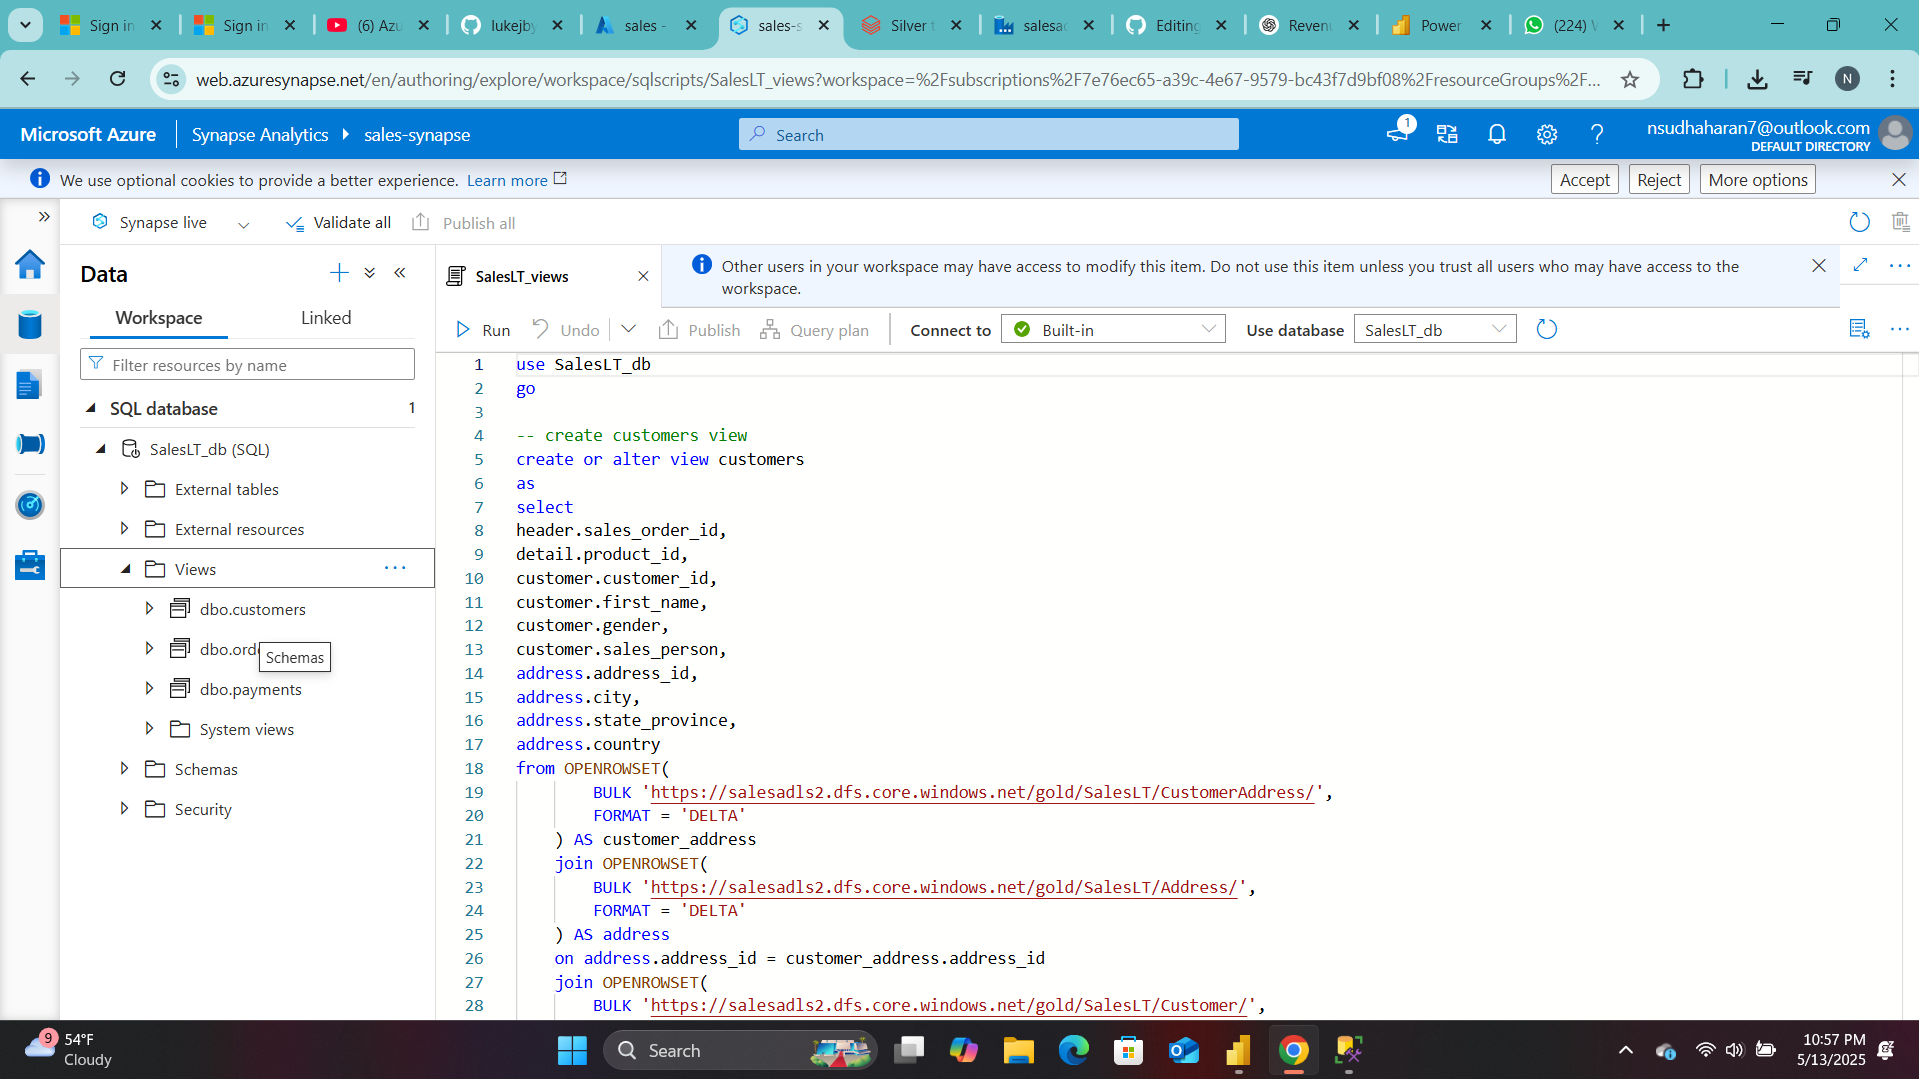 Sign in
Sign in
(6) Azu
lukejby
sales -
sales-s
Silver t
salesad
Editing
Revenu
Power
(224) W
web.azuresynapse.net/en/authoring/explore/workspace/sqlscripts/SalesLT_views?workspace=%2Fsubscriptions%2F7e76ec65-a39c-4e67-9579-bc43f7d9bf08%2FresourceGroups%2F...
N
Microsoft Azure
Synapse Analytics
sales-synapse
Search
1
nsudhaharan7@outlook.com
DEFAULT DIRECTORY
We use optional cookies to provide a better experience. Learn more
Accept
Reject
More options
Synapse live
Validate all
Publish all
Data
Workspace
Linked
Filter resources by name
SQL database
1
SalesLT_db (SQL)
External tables
External resources
Views
dbo.customers
dbo.orde
Schemas
dbo.payments
System views
Schemas
Security
SalesLT_views
Other users in your workspace may have access to modify this item. Do not use this item unless you trust all users who may have access to the
workspace.
Run
Undo
Publish
Query plan
Connect to
Built-in
Use database
SalesLT_db
1 use SalesLT_db
2 go
3
4 -- create customers view
5 create or alter view customers
6 as
7 select
8 header.sales_order_id,
9 detail.product_id,
10 customer.customer_id,
11 customer.first_name,
12 customer.gender,
13 customer.sales_person,
14 address.address_id,
15 address.city,
16 address.state_province,
17 address.country
18 from OPENROWSET(
19 BULK 'https://salesadls2.dfs.core.windows.net/gold/SalesLT/CustomerAddress/',
20 FORMAT = 'DELTA'
21 ) AS customer_address
22 join OPENROWSET(
23 BULK 'https://salesadls2.dfs.core.windows.net/gold/SalesLT/Address/',
24 FORMAT = 'DELTA'
25 ) AS address
26 on address.address_id = customer_address.address_id
27 join OPENROWSET(
28 BULK 'https://salesadls2.dfs.core.windows.net/gold/SalesLT/Customer/',
9
54°F
Cloudy
Search
10:57 PM
5/13/2025